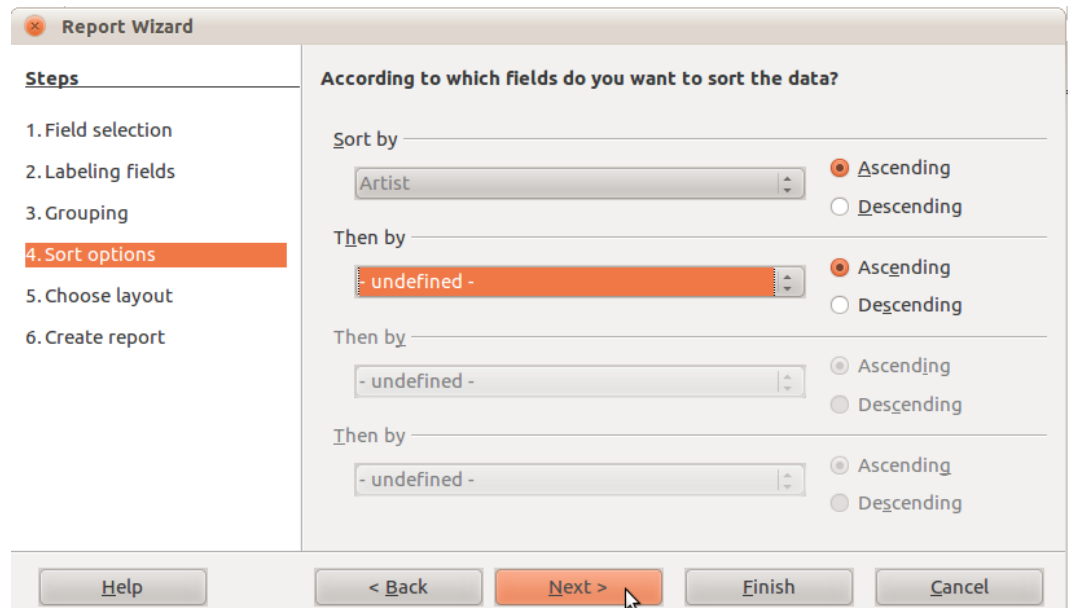 Report Wizard
Steps
1. Field selection
2. Labeling fields
3. Grouping
4. Sort options
5. Choose layout
6. Create report
According to which fields do you want to sort the data?
Sort by
Artist
Ascending
Descending
Then by
- undefined -
Ascending
Descending
Then by
- undefined -
Ascending
Descending
Then by
- undefined -
Ascending
Descending
Help
< Back
Next >
Finish
Cancel